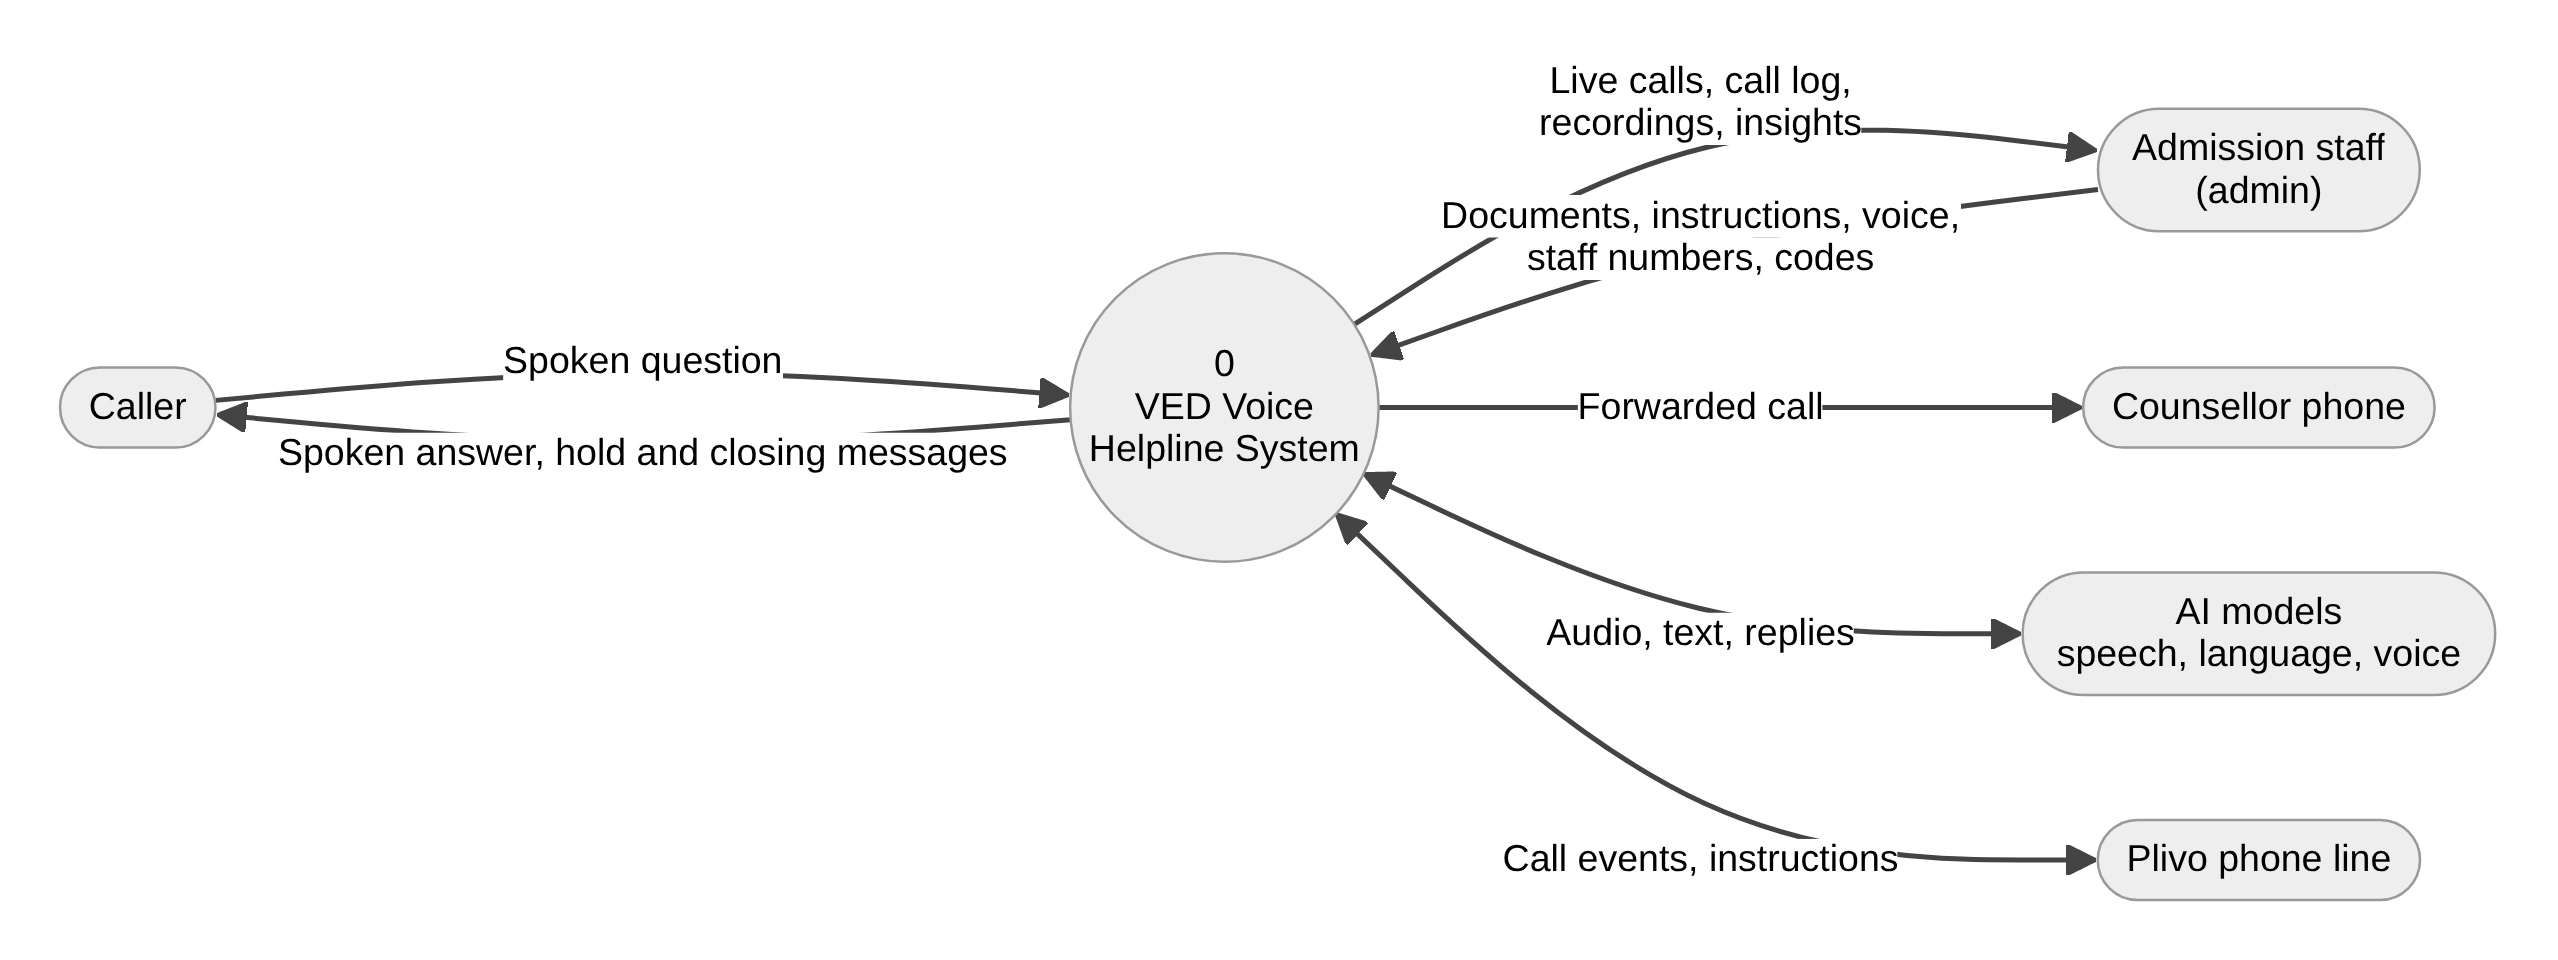 Live calls, call log,
recordings, insights
Admission staff
(admin)
Documents, instructions, voice,
staff numbers, codes
Spoken question
Caller
Spoken answer, hold and closing messages
0
VED Voice
Helpline System
Forwarded call
Counsellor phone
Audio, text, replies
AI models
speech, language, voice
Call events, instructions
Plivo phone line